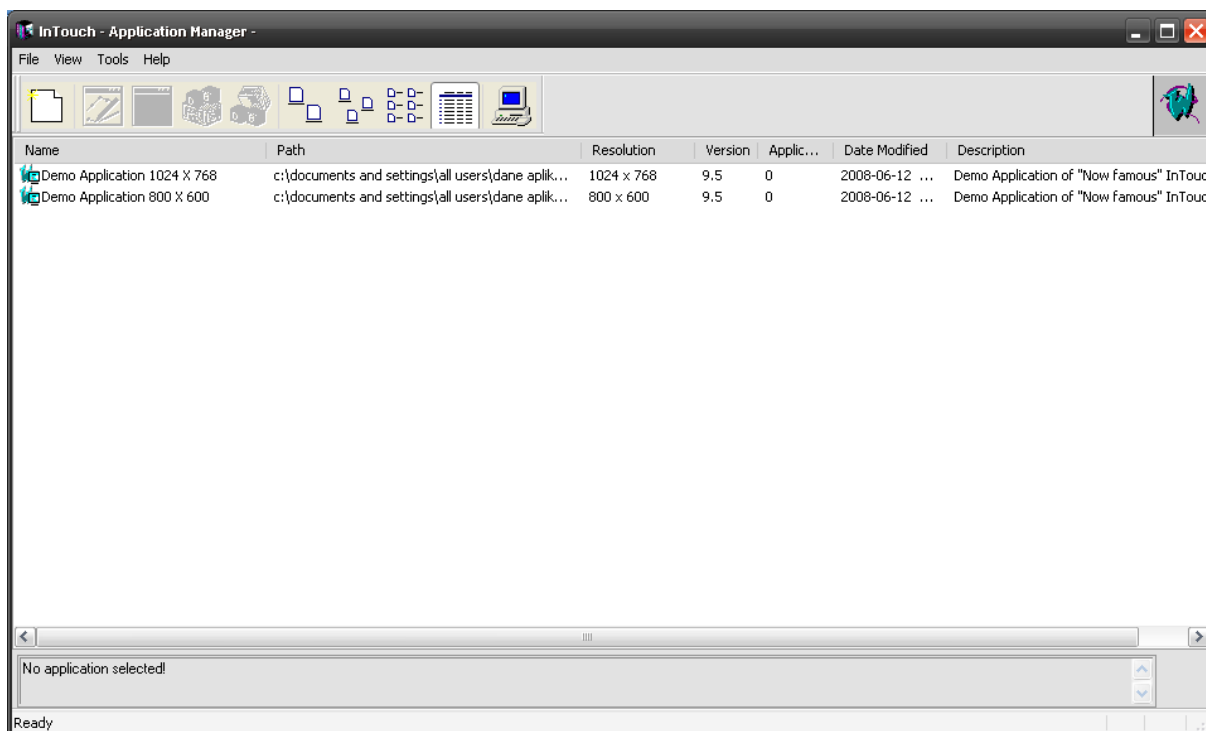 InTouch - Application Manager -
File View Tools Help
Name Path Resolution Version Applic... Date Modified Description
Demo Application 1024 X 768 c:\documents and settings\all users\dane aplik... 1024 x 768 9.5 0 2008-06-12 ... Demo Application of "Now famous" InTouc
Demo Application 800 X 600 c:\documents and settings\all users\dane aplik... 800 x 600 9.5 0 2008-06-12 ... Demo Application of "Now famous" InTouc
No application selected!
Ready